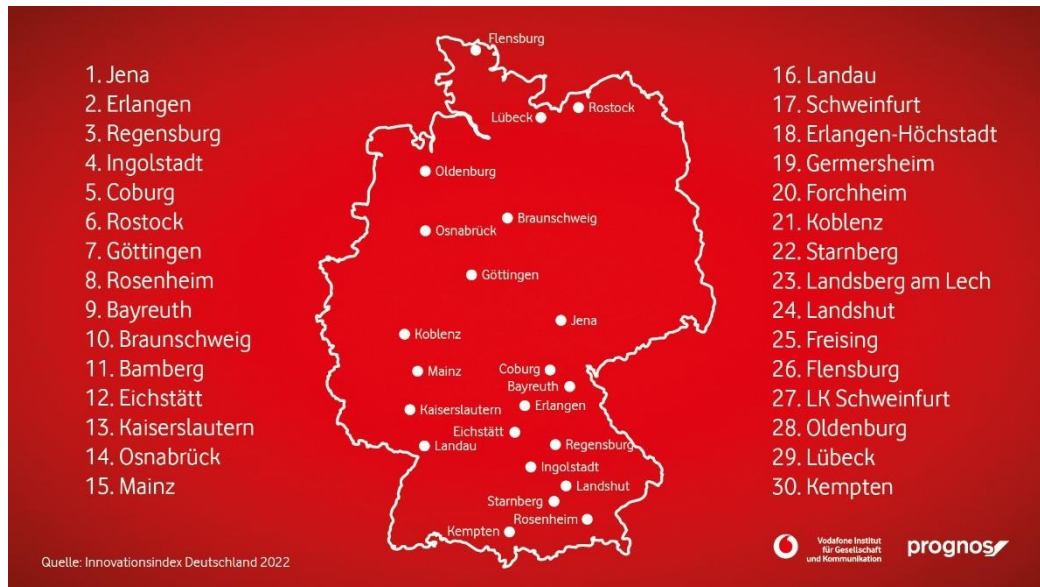 1. Jena
2. Erlangen
3. Regensburg
4. Ingolstadt
5. Coburg
6. Rostock
7. Göttingen
8. Rosenheim
9. Bayreuth
10. Braunschweig
11. Bamberg
12. Eichstätt
13. Kaiserslautern
14. Osnabrück
15. Mainz
Flensburg
Rostock
Lübeck
Oldenburg
Braunschweig
Osnabrück
Göttingen
Jena
Koblenz
Coburg
Mainz
Bayreuth
Erlangen
Kaiserslautern
Eichstätt
Landau
Regensburg
Ingolstadt
Landshut
Starnberg
Rosenheim
Kempten
16. Landau
17. Schweinfurt
18. Erlangen-Höchstadt
19. Germersheim
20. Forchheim
21. Koblenz
22. Starnberg
23. Landsberg am Lech
24. Landshut
25. Freising
26. Flensburg
27. LK Schweinfurt
28. Oldenburg
29. Lübeck
30. Kempten
Quelle: Innovationsindex Deutschland 2022
Vodafone Institut
für Gesellschaft
und Kommunikation
prognos